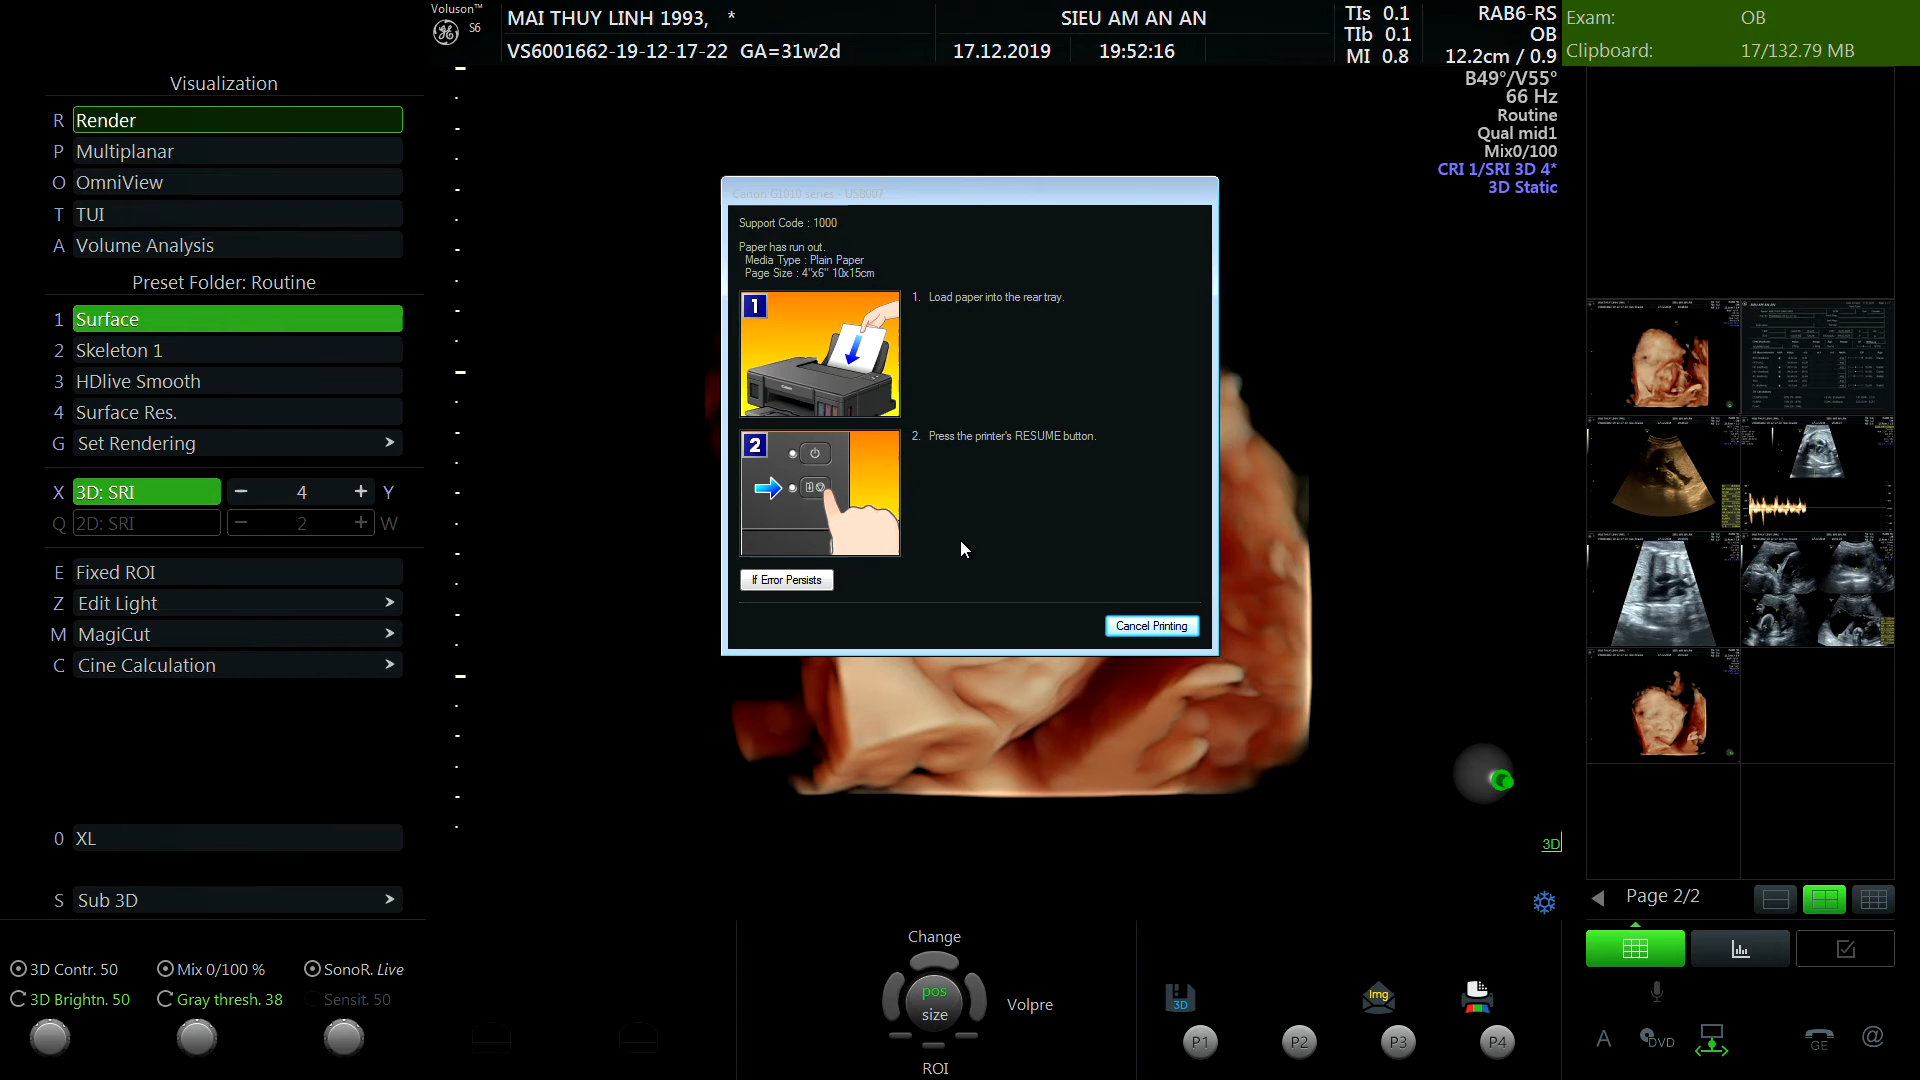 Voluson™
S6
MAI THUY LINH 1993, *
SIEU AM AN AN
VS6001662-19-12-17-22 GA=31w2d
17.12.2019
19:52:16
TIs 0.1
TIb 0.1
MI 0.8
RAB6-RS
OB
12.2cm / 0.9
B49°/V55°
66 Hz
Routine
Qual mid1
Mix0/100
CRI 1/SRI 3D 4*
3D Static
Exam: OB
Clipboard: 17/132.79 MB
Visualization
R Render
P Multiplanar
O OmniView
T TUI
A Volume Analysis
Preset Folder: Routine
1 Surface
2 Skeleton 1
3 HDlive Smooth
4 Surface Res.
G Set Rendering >
X 3D: SRI − 4 + Y
Q 2D: SRI − 2 + W
E Fixed ROI
Z Edit Light >
M MagiCut >
C Cine Calculation >
0 XL
S Sub 3D >
3D Contr. 50
Mix 0/100 %
SonoR. Live
3D Brightn. 50
Gray thresh. 38
Sensit. 50
Canon G1010 series - USB007
Support Code : 1000
Paper has run out.
Media Type : Plain Paper
Page Size : 4"x6" 10x15cm
1
1. Load paper into the rear tray.
2
2. Press the printer's RESUME button.
If Error Persists
Cancel Printing
3D
Change
pos
size
Volpre
ROI
3D
Img
P1
P2
P3
P4
Page 2/2
A
DVD
GE
@